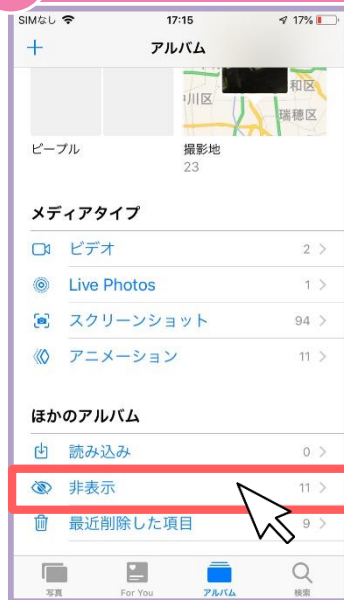 SIMなし 17:15 17%
アルバム
和区
川区
瑞穂区
ピープル 撮影地
23
メディアタイプ
ビデオ 2
Live Photos 1
スクリーンショット 94
アニメーション 11
ほかのアルバム
読み込み 0
非表示 11
最近削除した項目 9
写真 For You アルバム 検索